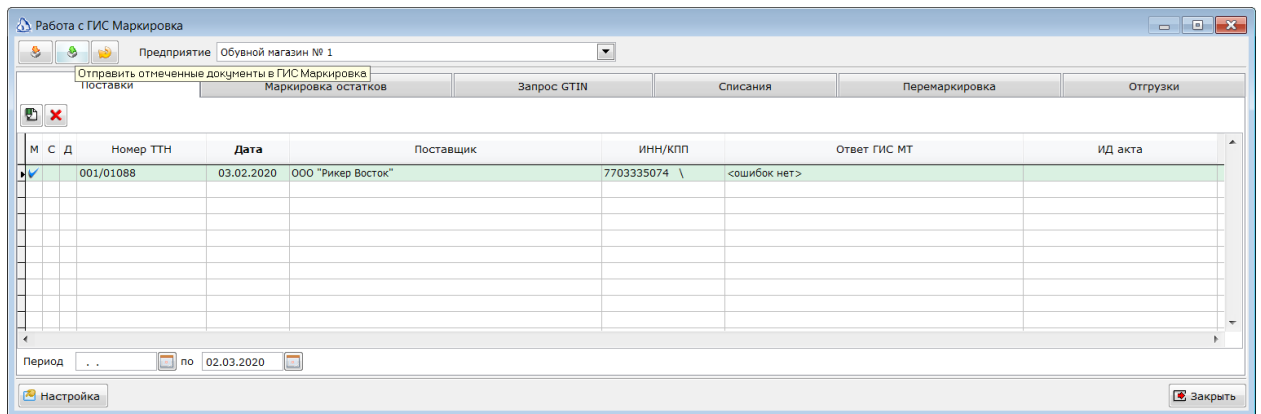 Работа с ГИС Маркировка
Предприятие Обувной магазин № 1
Отправить отмеченные документы в ГИС Маркировка
Поставки Маркировка остатков Запрос GTIN Списания Перемаркировка Отгрузки
М С Д Номер ТТН Дата Поставщик ИНН/КПП Ответ ГИС МТ ИД акта
001/01088 03.02.2020 ООО "Рикер Восток" 7703335074 \ <ошибок нет>
Период . . по 02.03.2020
Настройка Закрыть